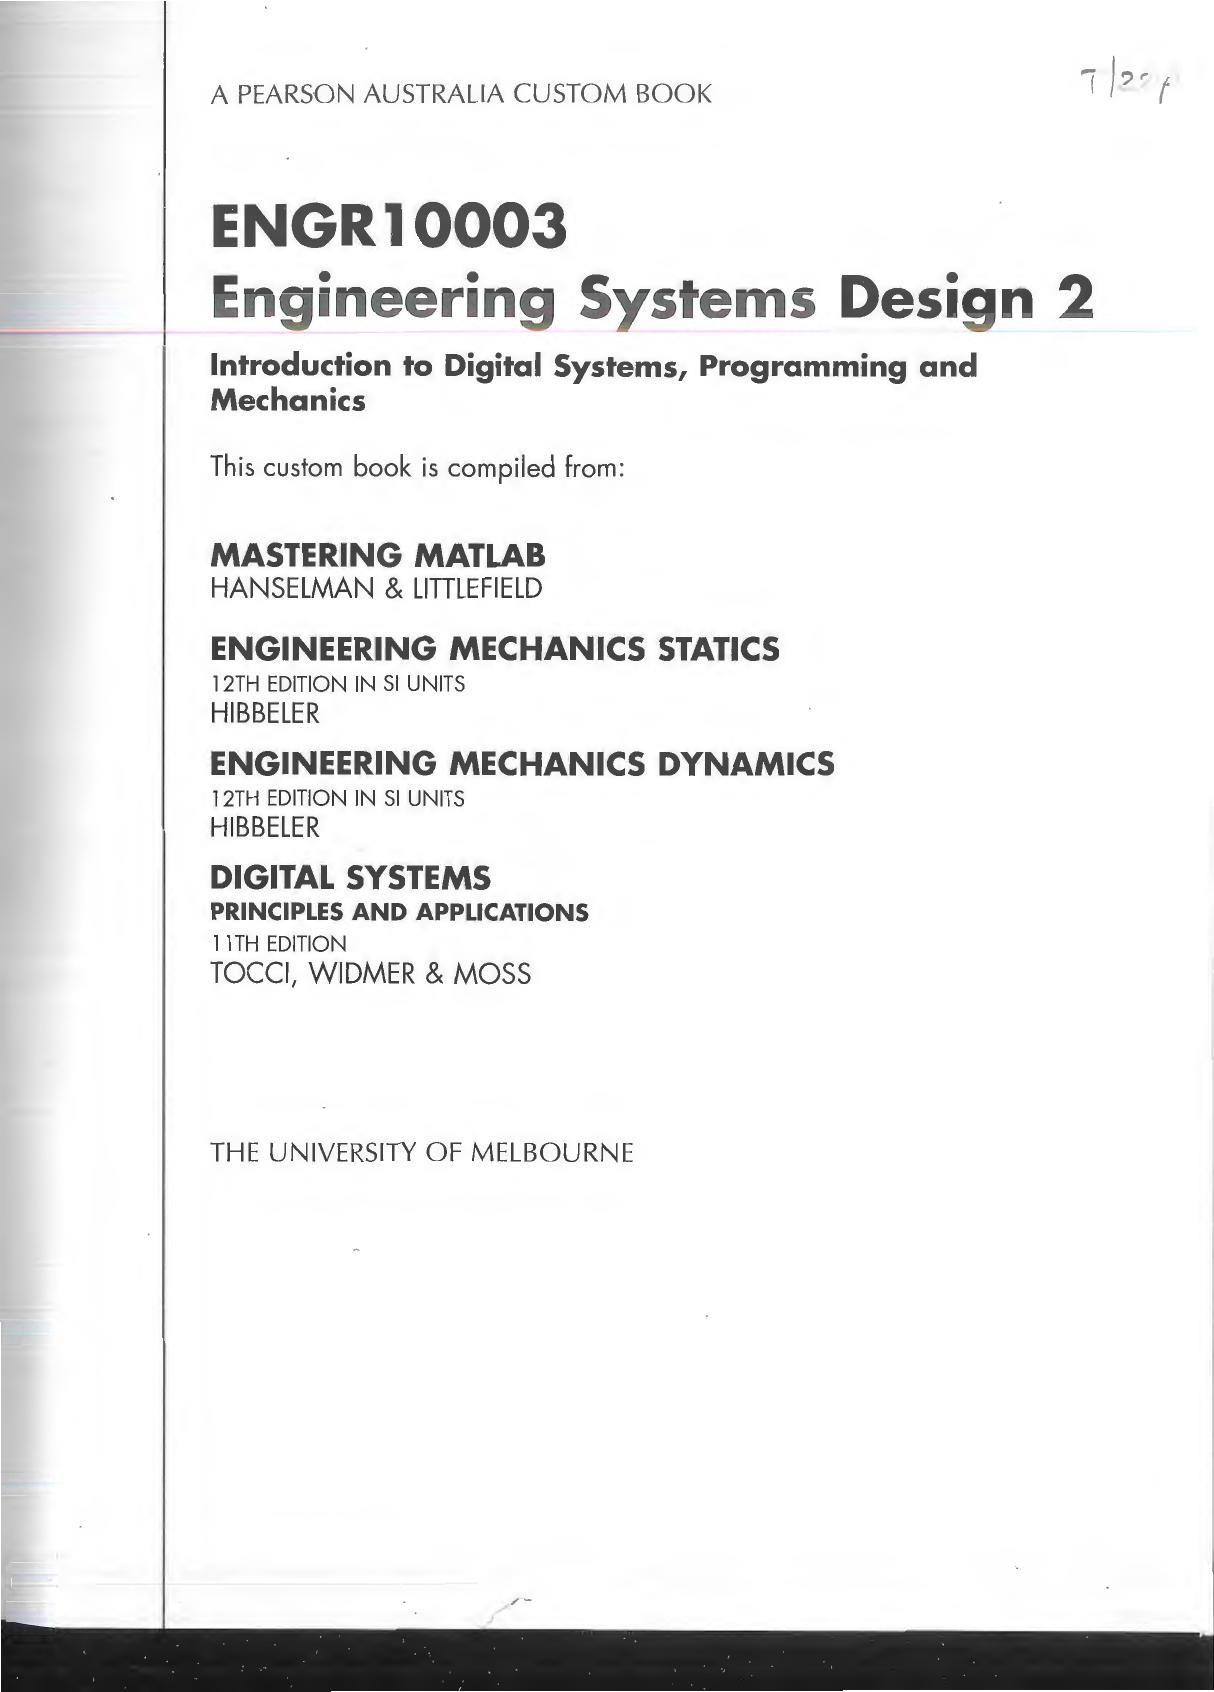 A PEARSON AUSTRALIA CUSTOM BOOK
ENGR10003
Engineering Systems Design 2
Introduction to Digital Systems, Programming and
Mechanics
This custom book is compiled from:
MASTERING MATLAB
HANSELMAN & LITTLEFIELD
ENGINEERING MECHANICS STATICS
12TH EDITION IN SI UNITS
HIBBELER
ENGINEERING MECHANICS DYNAMICS
12TH EDITION IN SI UNITS
HIBBELER
DIGITAL SYSTEMS
PRINCIPLES AND APPLICATIONS
11TH EDITION
TOCCI, WIDMER & MOSS
THE UNIVERSITY OF MELBOURNE